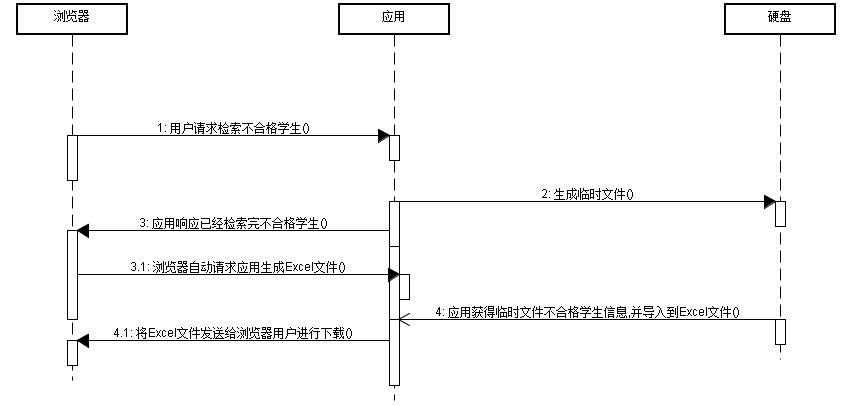 浏览器
应用
硬盘
1: 用户请求检索不合格学生()
2: 生成临时文件()
3: 应用响应已经检索完不合格学生()
3.1: 浏览器自动请求应用生成Excel文件()
4: 应用获得临时文件不合格学生信息,并导入到Excel文件()
4.1: 将Excel文件发送给浏览器用户进行下载()